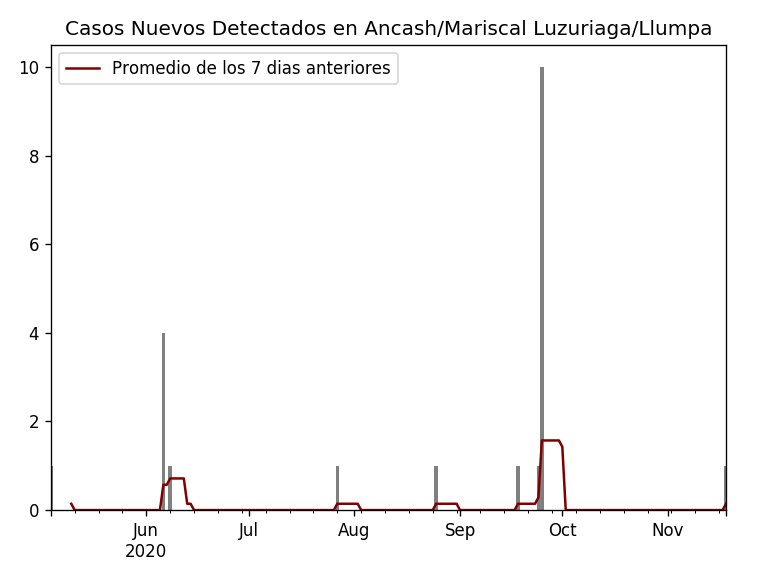 Casos Nuevos Detectados en Ancash/Mariscal Luzuriaga/Llumpa
Promedio de los 7 dias anteriores
10
8
6
4
2
0
Jun Jul Aug Sep Oct Nov
2020